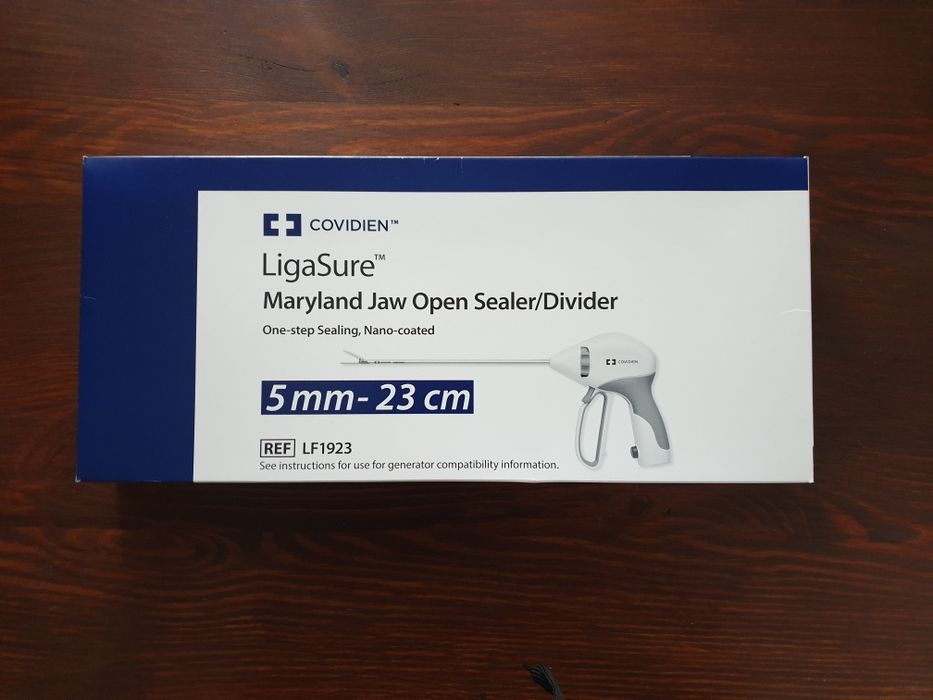 COVIDIEN™
LigaSure™
Maryland Jaw Open Sealer/Divider
One-step Sealing, Nano-coated
COVIDIEN
5 mm - 23 cm
REF LF1923
See instructions for use for generator compatibility information.